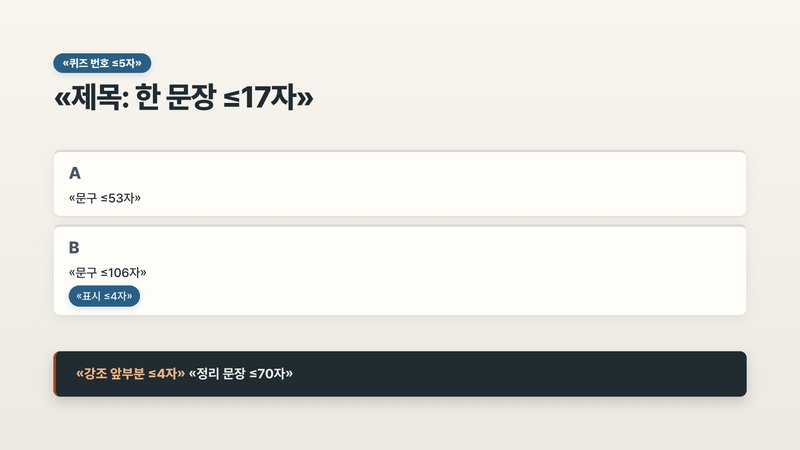 «퀴즈 번호 ≤5자»
«제목: 한 문장 ≤17자»
A
«문구 ≤53자»
B
«문구 ≤106자»
«표시 ≤4자»
«강조 앞부분 ≤4자» «정리 문장 ≤70자»